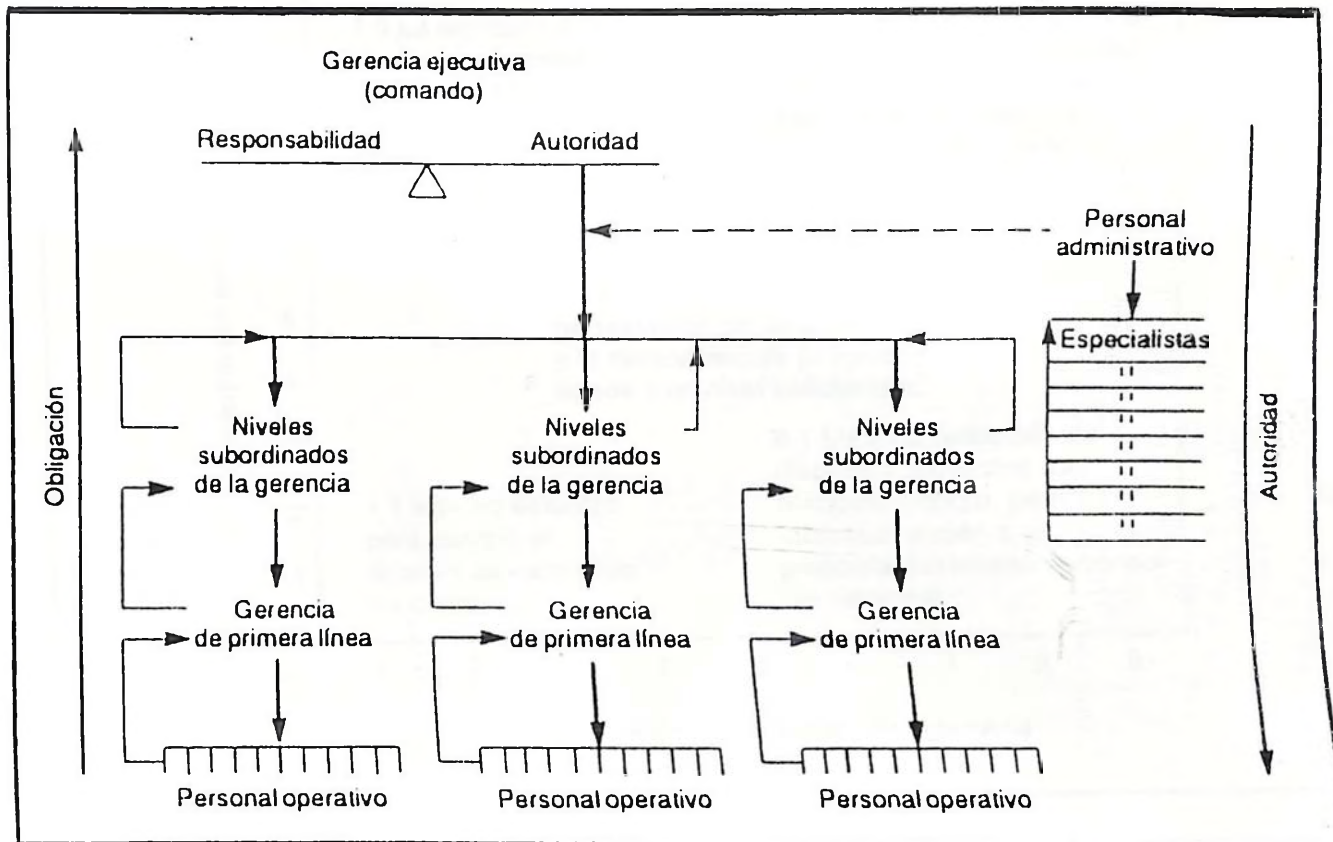 Gerencia ejecutiva
(comando)
Responsabilidad
Autoridad
Obligación
Personal
administrativo
Especialistas
Autoridad
Niveles
subordinados
de la gerencia
Niveles
subordinados
de la gerencia
Niveles
subordinados
de la gerencia
Gerencia
de primera línea
Gerencia
de primera línea
Gerencia
de primera línea
Personal operativo
Personal operativo
Personal operativo